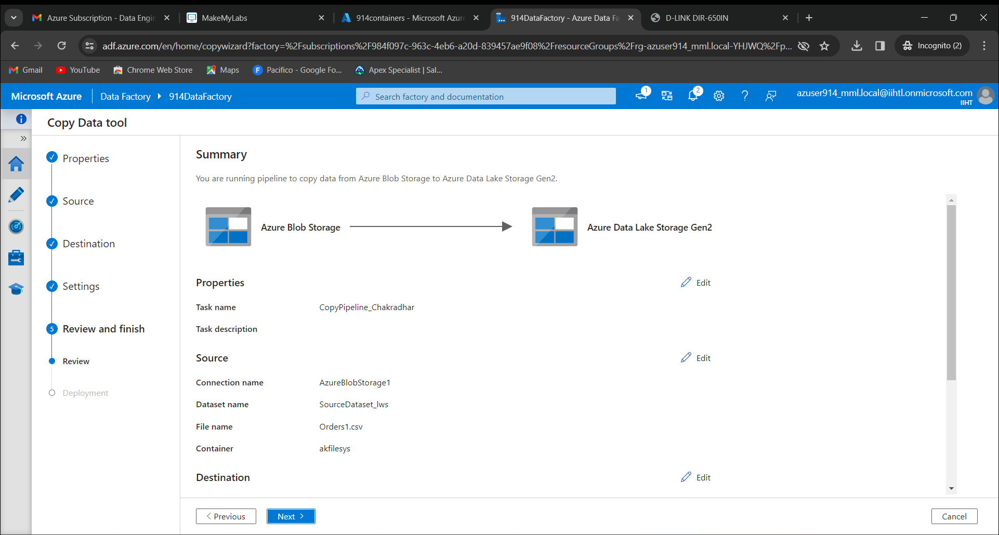 Azure Subscription - Data Engin
MakeMyLabs
914containers - Microsoft Azure
914DataFactory - Azure Data Fa
D-LINK DIR-650IN
adf.azure.com/en/home/copywizard?factory=%2Fsubscriptions%2F984f097c-963c-4eb6-a20d-839457ae9f08%2FresourceGroups%2Frg-azuser914_mml.local-YHJWQ%2Fp...
Incognito (2)
Gmail
YouTube
Chrome Web Store
Maps
F
Pacifico - Google Fo...
Apex Specialist | Sal...
Microsoft Azure
Data Factory
914DataFactory
Search factory and documentation
1
2
azuser914_mml.local@iihtl.onmicrosoft.com
IIHT
Copy Data tool
Properties
Source
Destination
Settings
5
Review and finish
Review
Deployment
Summary
You are running pipeline to copy data from Azure Blob Storage to Azure Data Lake Storage Gen2.
Azure Blob Storage
Azure Data Lake Storage Gen2
Properties
Edit
Task name
CopyPipeline_Chakradhar
Task description
Source
Edit
Connection name
AzureBlobStorage1
Dataset name
SourceDataset_lws
File name
Orders1.csv
Container
akfilesys
Destination
Edit
< Previous
Next >
Cancel